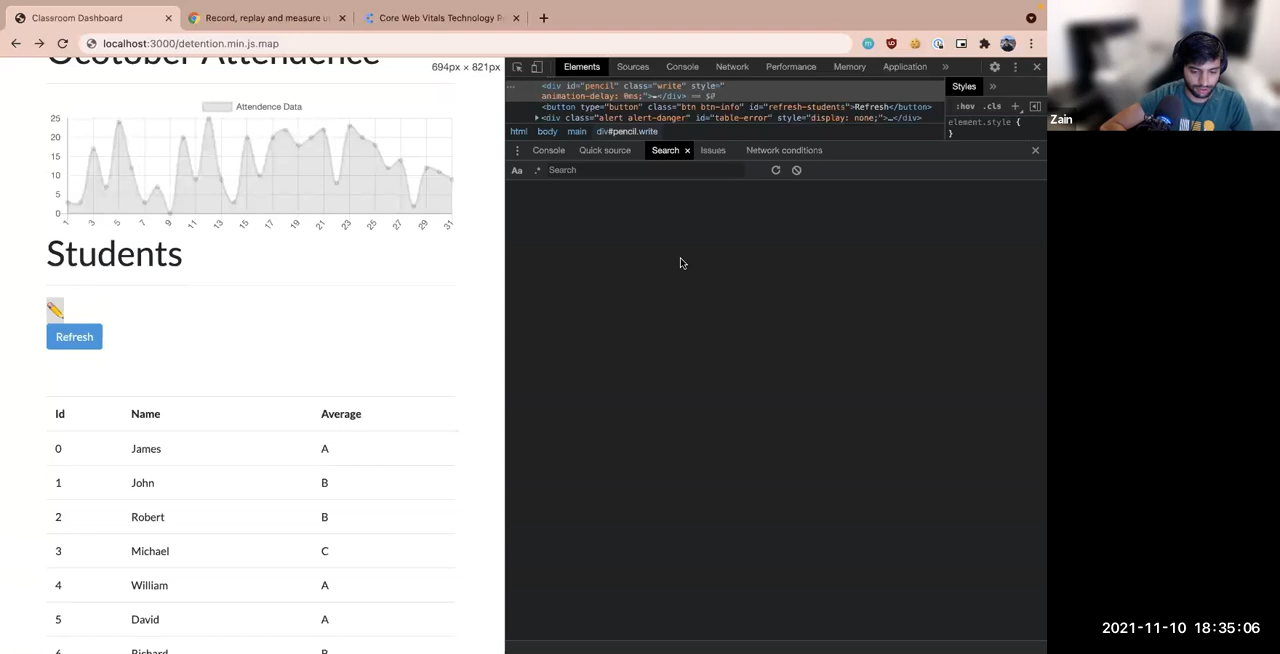 Classroom Dashboard
Record, replay and measure u
Core Web Vitals Technology R
localhost:3000/detention.min.js.map
October Attendence
694px × 821px
Attendence Data
25
20
15
10
5
0
1 3 5 7 9 11 13 15 17 19 21 23 25 27 29 31
Students
Refresh
Id Name Average
0 James A
1 John B
2 Robert B
3 Michael C
4 William A
5 David A
6 Richard B
Elements Sources Console Network Performance Memory Application »
<div id="pencil" class="write" style="
animation-delay: 0ms;">…</div> == $0
<button type="button" class="btn btn-info" id="refresh-students">Refresh</button>
<div class="alert alert-danger" id="table-error" style="display: none;">…</div>
html body main div#pencil.write
Styles »
:hov .cls +
element.style {
}
Console Quick source Search × Issues Network conditions
Aa .* Search
Zain
2021-11-10 18:35:06